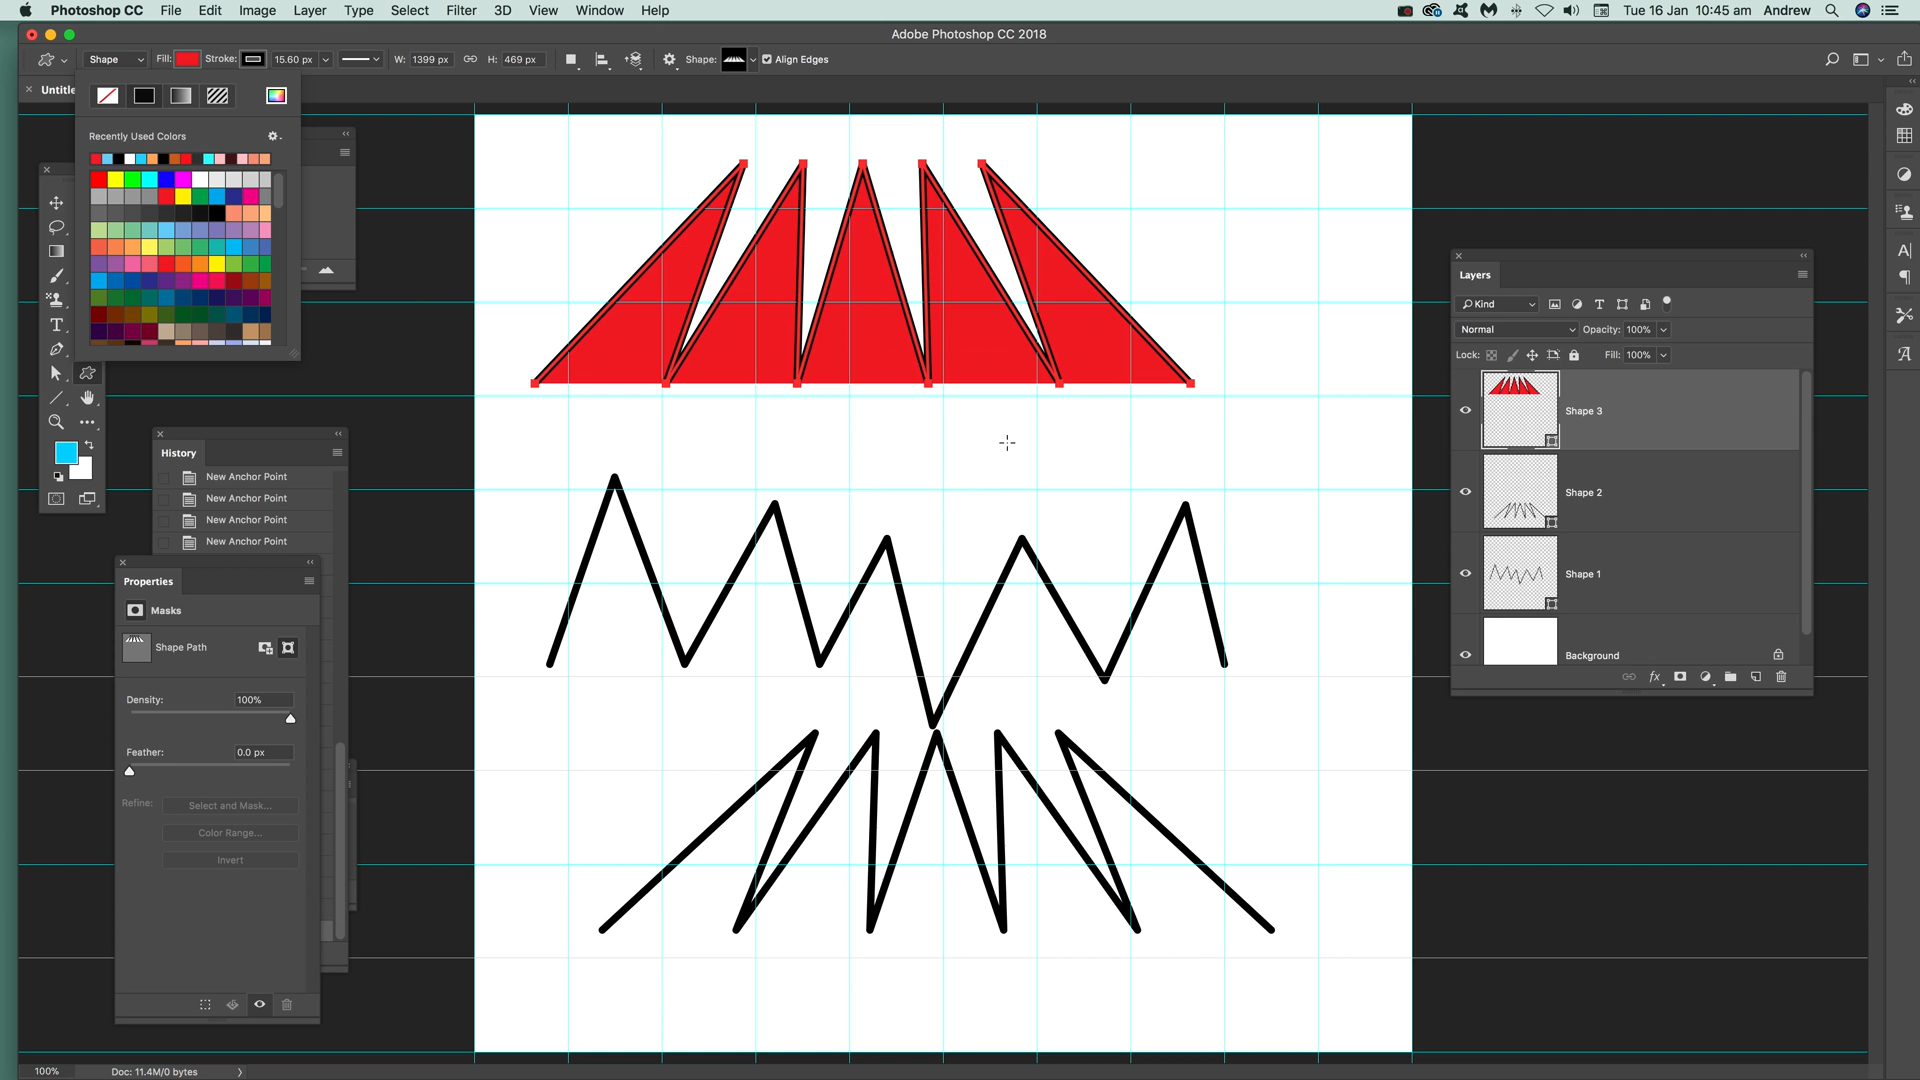 Photoshop CC File Edit Image Layer Type Select Filter 3D View Window Help Tue 16 Jan 10:45 am Andrew
Adobe Photoshop CC 2018
Shape Fill: Stroke: 15.60 px W: 1399 px H: 469 px Shape: Align Edges
Untitle
Recently Used Colors
Layers
Kind
Normal Opacity: 100%
Lock: Fill: 100%
Shape 3
Shape 2
Shape 1
Background
History
New Anchor Point
New Anchor Point
New Anchor Point
New Anchor Point
Properties
Masks
Shape Path
Density: 100%
Feather: 0.0 px
Refine: Select and Mask...
Color Range...
Invert
100% Doc: 11.4M/0 bytes